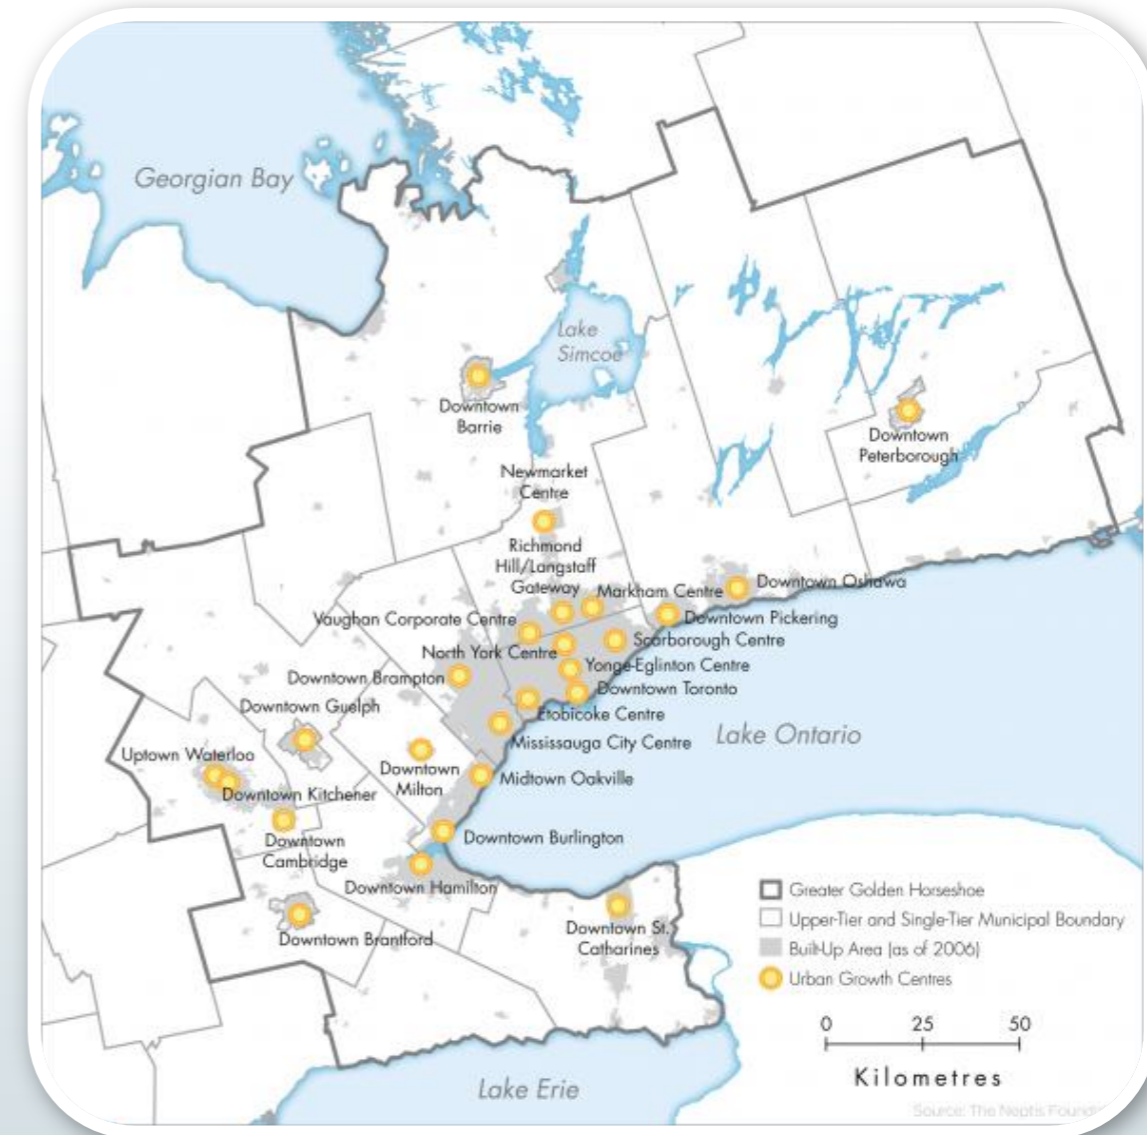 Georgian Bay
Lake
Simcoe
Downtown
Barrie
Downtown
Peterborough
Newmarket
Centre
Richmond
Hill/Langstaff
Gateway
Markham Centre
Downtown Oshawa
Vaughan Corporate Centre
Downtown Pickering
Scarborough Centre
North York Centre
Yonge-Eglinton Centre
Downtown Brampton
Downtown Toronto
Downtown Guelph
Etobicoke Centre
Lake Ontario
Mississauga City Centre
Uptown Waterloo
Downtown
Milton
Midtown Oakville
Downtown Kitchener
Downtown Burlington
Downtown
Cambridge
Downtown Hamilton
Downtown St.
Catharines
Downtown Brantford
Greater Golden Horseshoe
Upper-Tier and Single-Tier Municipal Boundary
Built-Up Area (as of 2006)
Urban Growth Centres
0 25 50
Kilometres
Lake Erie
Source: The Neptis